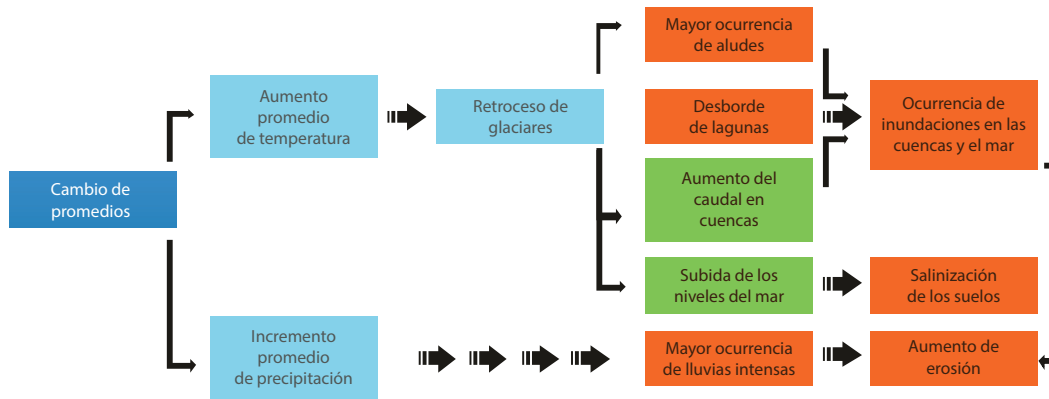 Cambio de
promedios
Aumento
promedio
de temperatura
Retroceso de
glaciares
Mayor ocurrencia
de aludes
Desborde
de lagunas
Aumento del
caudal en
cuencas
Subida de los
niveles del mar
Ocurrencia de
inundaciones en las
cuencas y el mar
Salinización
de los suelos
Incremento
promedio
de precipitación
Mayor ocurrencia
de lluvias intensas
Aumento de
erosión